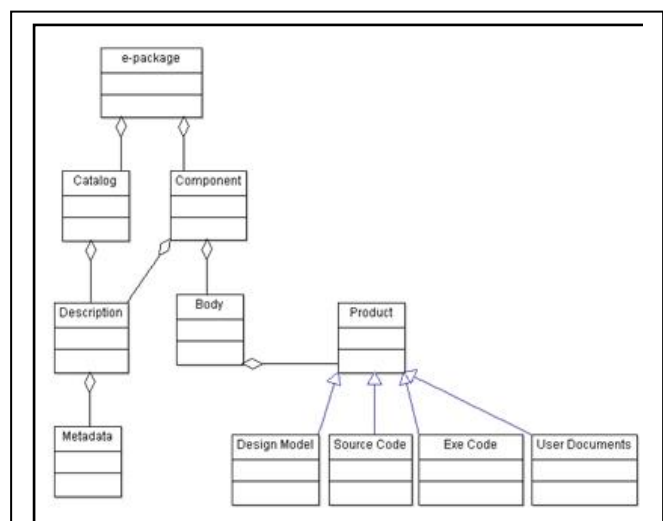 e-package
Catalog
Component
Description
Body
Product
Metadata
Design Model
Source Code
Exe Code
User Documents